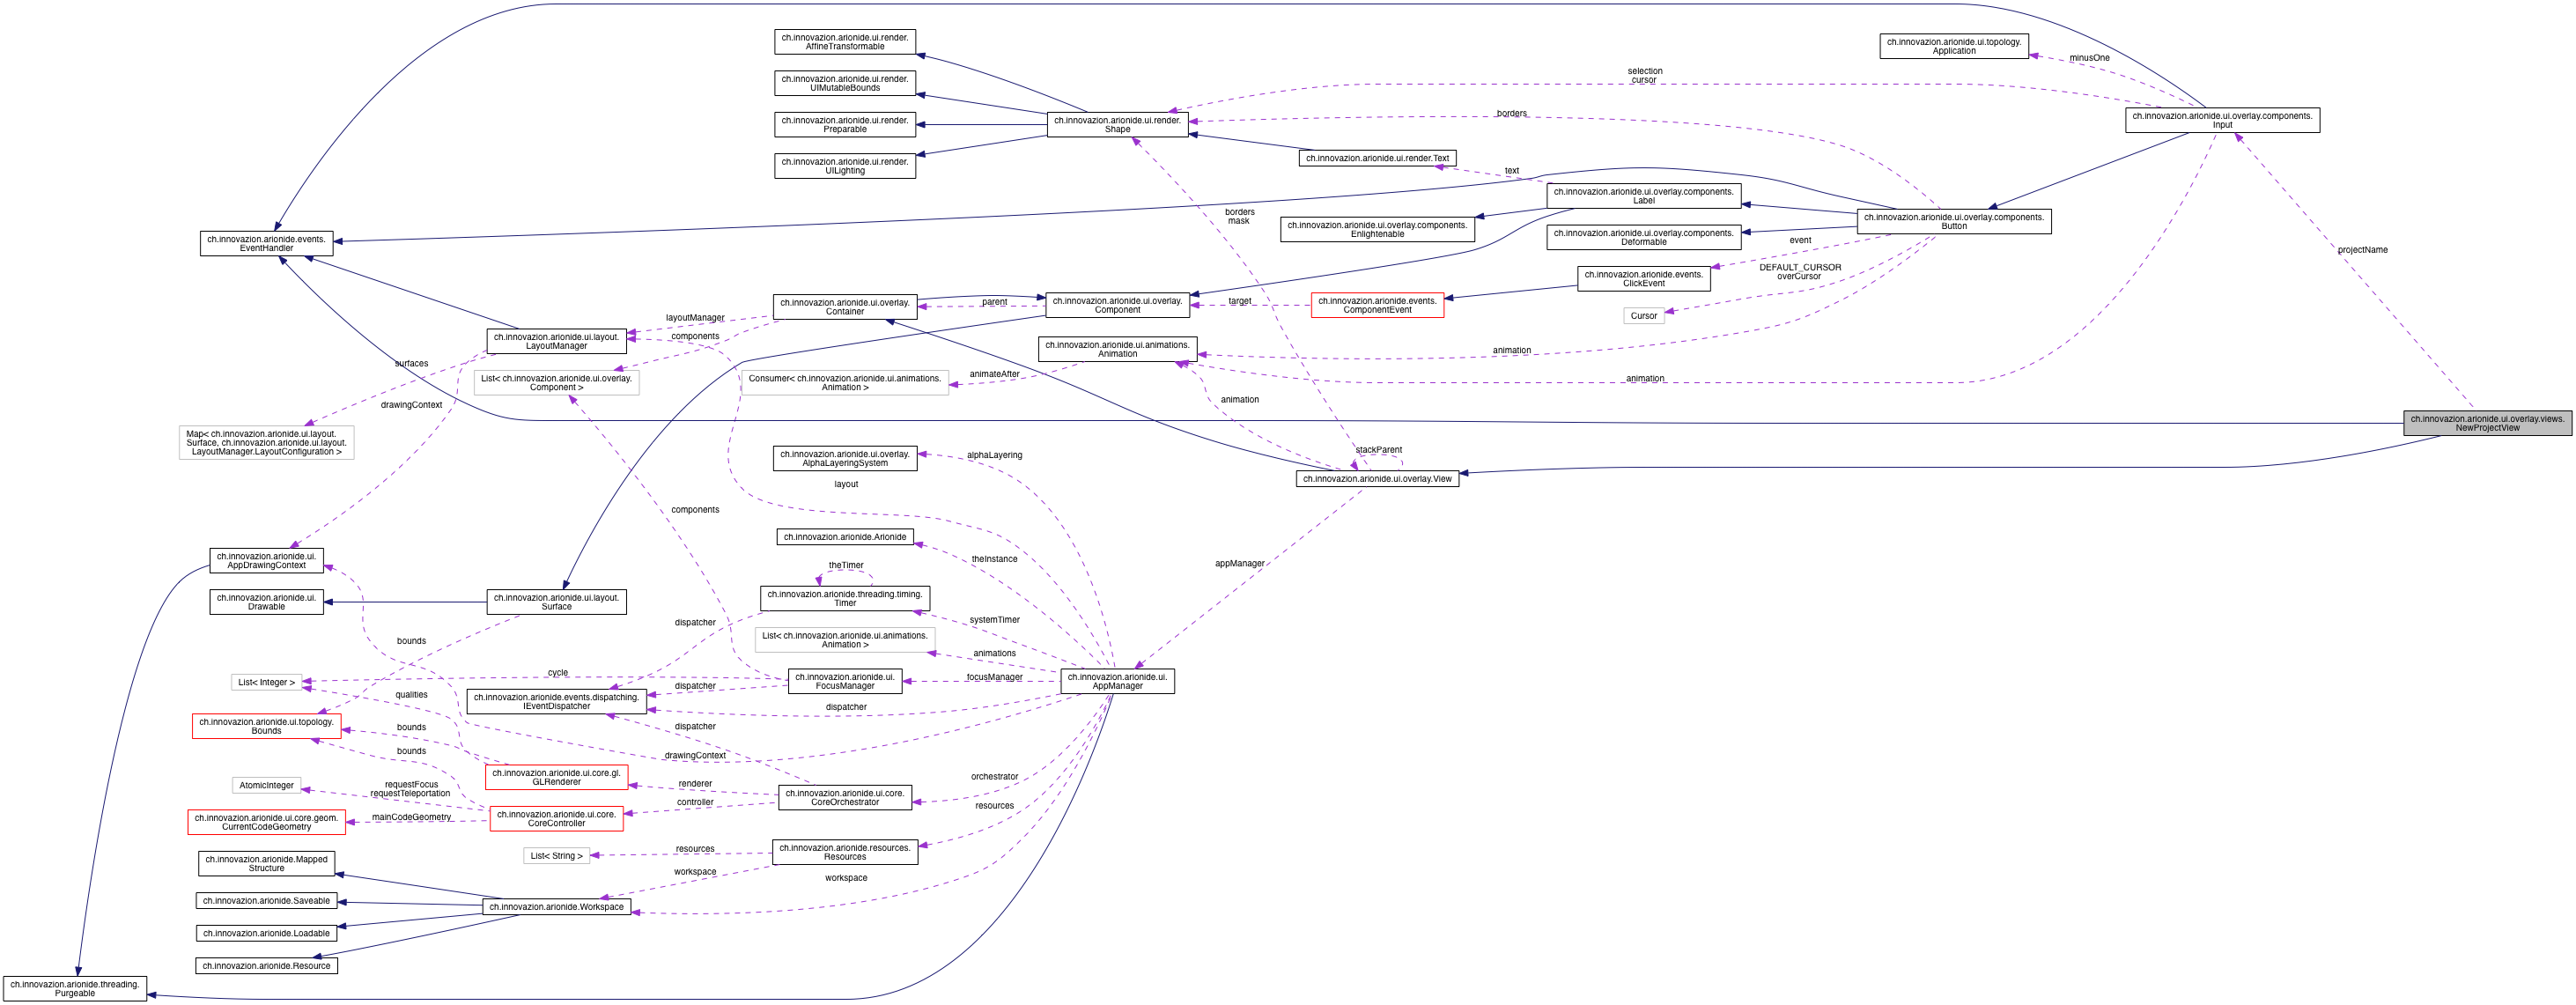 ch.innovazion.arionide.ui.render.
AffineTransformable
ch.innovazion.arionide.ui.topology.
Application
minusOne
selection
cursor
ch.innovazion.arionide.ui.render.
UIMutableBounds
borders
ch.innovazion.arionide.ui.render.
Preparable
ch.innovazion.arionide.ui.render.
Shape
ch.innovazion.arionide.ui.overlay.components.
Input
ch.innovazion.arionide.ui.render.
UILighting
ch.innovazion.arionide.ui.render.Text
text
ch.innovazion.arionide.ui.overlay.components.
Label
borders
mask
ch.innovazion.arionide.ui.overlay.components.
Enlightenable
ch.innovazion.arionide.ui.overlay.components.
Button
ch.innovazion.arionide.ui.overlay.components.
Deformable
ch.innovazion.arionide.events.
EventHandler
event
projectName
DEFAULT_CURSOR
overCursor
ch.innovazion.arionide.events.
ClickEvent
ch.innovazion.arionide.ui.overlay.
Container
parent
ch.innovazion.arionide.ui.overlay.
Component
target
ch.innovazion.arionide.events.
ComponentEvent
Cursor
layoutManager
components
ch.innovazion.arionide.ui.layout.
LayoutManager
ch.innovazion.arionide.ui.animations.
Animation
animation
surfaces
List< ch.innovazion.arionide.ui.overlay.
Component >
Consumer< ch.innovazion.arionide.ui.animations.
Animation >
animateAfter
animation
animation
drawingContext
ch.innovazion.arionide.ui.overlay.views.
NewProjectView
Map< ch.innovazion.arionide.ui.layout.
Surface, ch.innovazion.arionide.ui.layout.
LayoutManager.LayoutConfiguration >
ch.innovazion.arionide.ui.overlay.
AlphaLayeringSystem
alphaLayering
stackParent
layout
ch.innovazion.arionide.ui.overlay.View
components
ch.innovazion.arionide.Arionide
theInstance
ch.innovazion.arionide.ui.
AppDrawingContext
theTimer
appManager
ch.innovazion.arionide.threading.timing.
Timer
ch.innovazion.arionide.ui.
Drawable
ch.innovazion.arionide.ui.layout.
Surface
dispatcher
systemTimer
bounds
List< ch.innovazion.arionide.ui.animations.
Animation >
animations
List< Integer >
cycle
ch.innovazion.arionide.ui.
FocusManager
focusManager
ch.innovazion.arionide.ui.
AppManager
qualities
ch.innovazion.arionide.events.dispatching.
IEventDispatcher
dispatcher
dispatcher
ch.innovazion.arionide.ui.topology.
Bounds
bounds
dispatcher
bounds
drawingContext
ch.innovazion.arionide.ui.core.gl.
GLRenderer
orchestrator
AtomicInteger
requestFocus
requestTeleportation
renderer
ch.innovazion.arionide.ui.core.
CoreOrchestrator
controller
resources
ch.innovazion.arionide.ui.core.geom.
CurrentCodeGeometry
mainCodeGeometry
ch.innovazion.arionide.ui.core.
CoreController
List< String >
resources
ch.innovazion.arionide.resources.
Resources
ch.innovazion.arionide.Mapped
Structure
workspace
workspace
ch.innovazion.arionide.Saveable
ch.innovazion.arionide.Workspace
ch.innovazion.arionide.Loadable
ch.innovazion.arionide.Resource
ch.innovazion.arionide.threading.
Purgeable